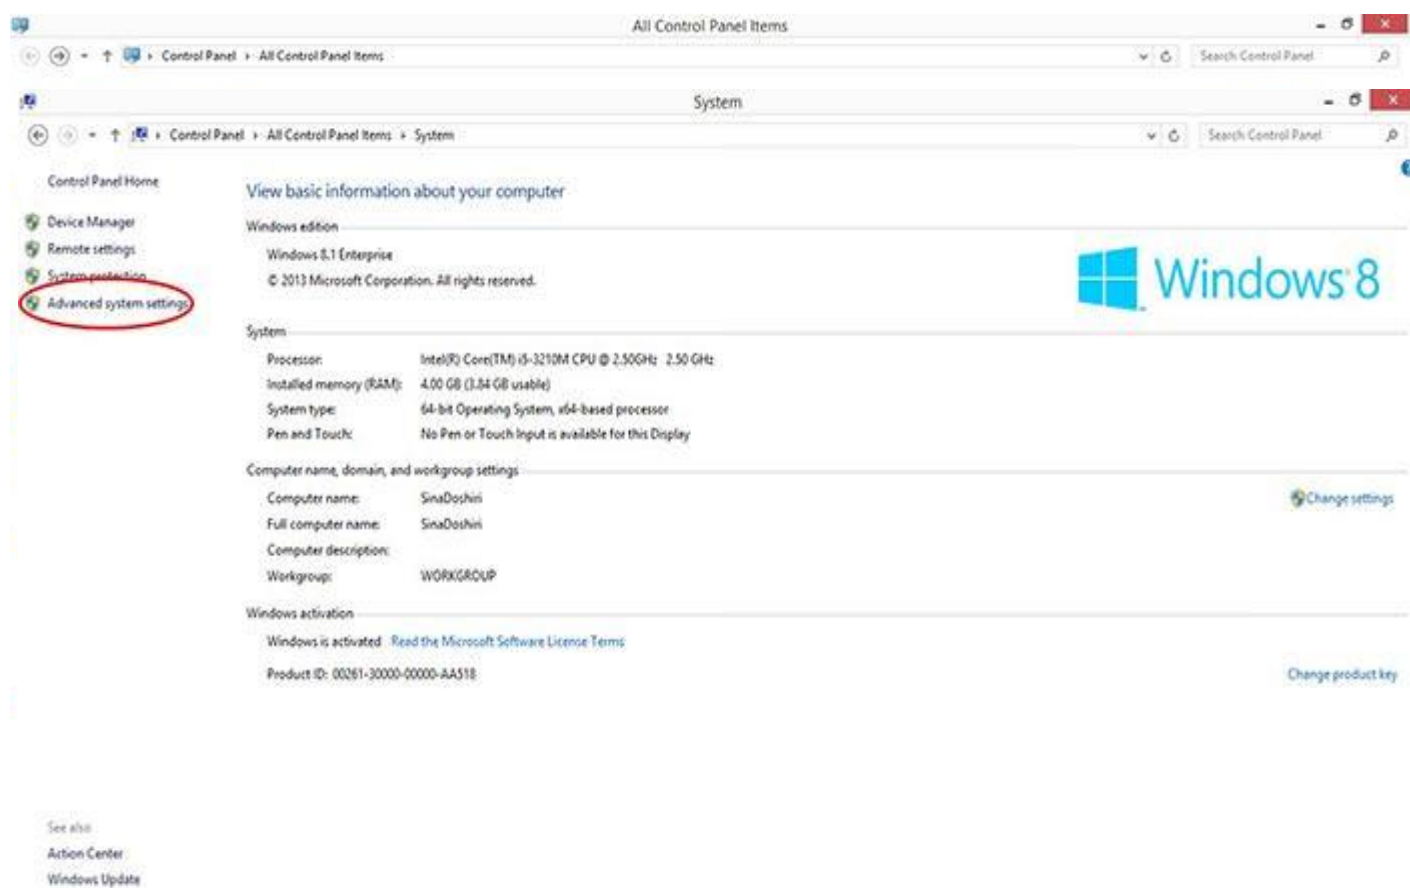 All Control Panel Items
Control Panel All Control Panel Items
Search Control Panel
System
Control Panel All Control Panel Items System
Search Control Panel
Control Panel Home
Device Manager
Remote settings
System protection
Advanced system settings
View basic information about your computer
Windows edition
Windows 8.1 Enterprise
© 2013 Microsoft Corporation. All rights reserved.
Windows 8
System
Processor: Intel(R) Core(TM) i5-3210M CPU @ 2.50GHz 2.50 GHz
Installed memory (RAM): 4.00 GB (3.84 GB usable)
System type: 64-bit Operating System, x64-based processor
Pen and Touch: No Pen or Touch Input is available for this Display
Computer name, domain, and workgroup settings
Computer name: SinaDoshiri
Change settings
Full computer name: SinaDoshiri
Computer description:
Workgroup: WORKGROUP
Windows activation
Windows is activated Read the Microsoft Software License Terms
Product ID: 00261-30000-00000-AA518
Change product key
See also
Action Center
Windows Update